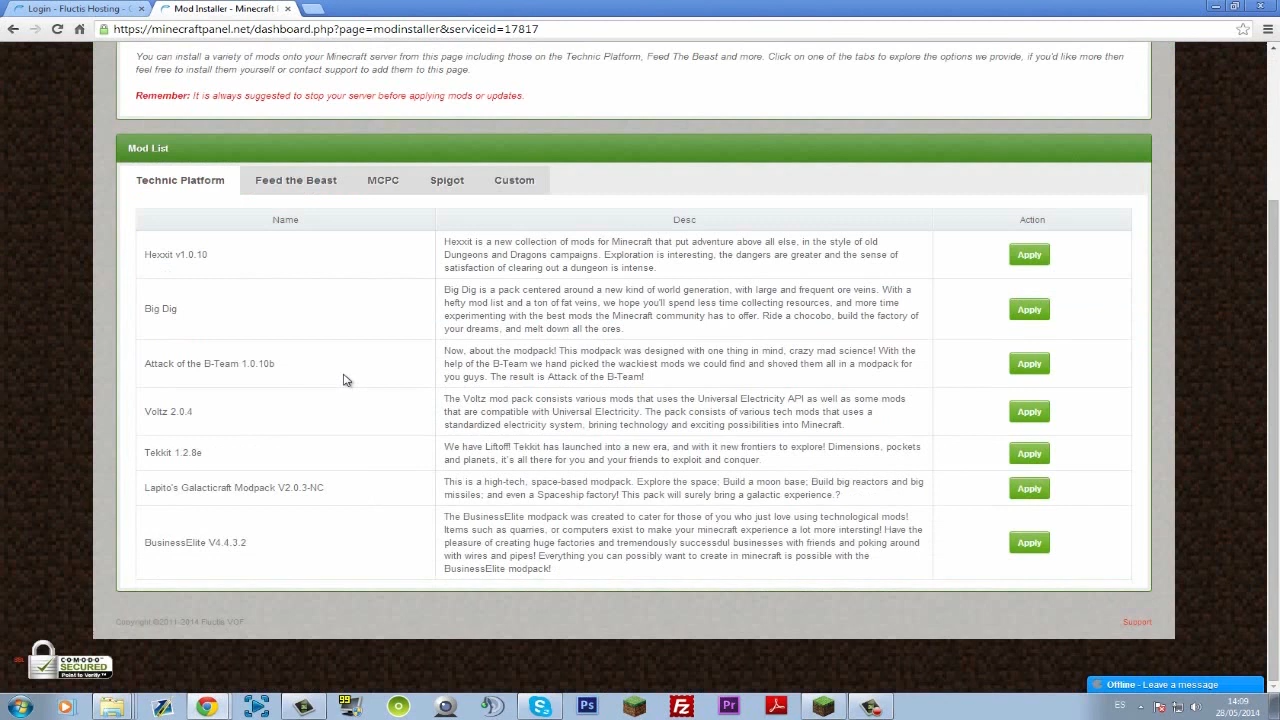 Login - Fluctis Hosting -
Mod Installer - Minecraft
https://minecraftpanel.net/dashboard.php?page=modinstaller&serviceid=17817
You can install a variety of mods onto your Minecraft server from this page including those on the Technic Platform, Feed The Beast and more. Click on one of the tabs to explore the options we provide, if you'd like more then
feel free to install them yourself or contact support to add them to this page.
Remember: It is always suggested to stop your server before applying mods or updates.
Mod List
Technic Platform Feed the Beast MCPC Spigot Custom
Name Desc Action
Hexxit v1.0.10
Hexxit is a new collection of mods for Minecraft that put adventure above all else, in the style of old
Dungeons and Dragons campaigns. Exploration is interesting, the dangers are greater and the sense of
satisfaction of clearing out a dungeon is intense.
Apply
Big Dig
Big Dig is a pack centered around a new kind of world generation, with large and frequent ore veins. With a
hefty mod list and a ton of fat veins, we hope you'll spend less time collecting resources, and more time
experimenting with the best mods the Minecraft community has to offer. Ride a chocobo, build the factory of
your dreams, and melt down all the ores.
Apply
Attack of the B-Team 1.0.10b
Now, about the modpack! This modpack was designed with one thing in mind, crazy mad science! With the
help of the B-Team we hand picked the wackiest mods we could find and shoved them all in a modpack for
you guys. The result is Attack of the B-Team!
Apply
Voltz 2.0.4
The Voltz mod pack consists various mods that uses the Universal Electricity API as well as some mods
that are compatible with Universal Electricity. The pack consists of various tech mods that uses a
standardized electricity system, brining technology and exciting possibilities into Minecraft.
Apply
Tekkit 1.2.8e
We have Liftoff! Tekkit has launched into a new era, and with it new frontiers to explore! Dimensions, pockets
and planets, it's all there for you and your friends to exploit and conquer.
Apply
Lapito's Galacticraft Modpack V2.0.3-NC
This is a high-tech, space-based modpack. Explore the space; Build a moon base; Build big reactors and big
missiles; and even a Spaceship factory! This pack will surely bring a galactic experience.?
Apply
BusinessElite V4.4.3.2
The BusinessElite modpack was created to cater for those of you who just love using technological mods!
Items such as quarries, or computers exist to make your minecraft experience a lot more intersting! Have the
pleasure of creating huge factories and tremendously successful businesses with friends and poking around
with wires and pipes! Everything you can possibly want to create in minecraft is possible with the
BusinessElite modpack!
Apply
Copyright ©2011-2014 Fluctis VOF
Support
SSL
COMODO
SECURED
Point to Verify™
Offline - Leave a message
99
Ps
Fz
Pr
ES
14:09
28/05/2014